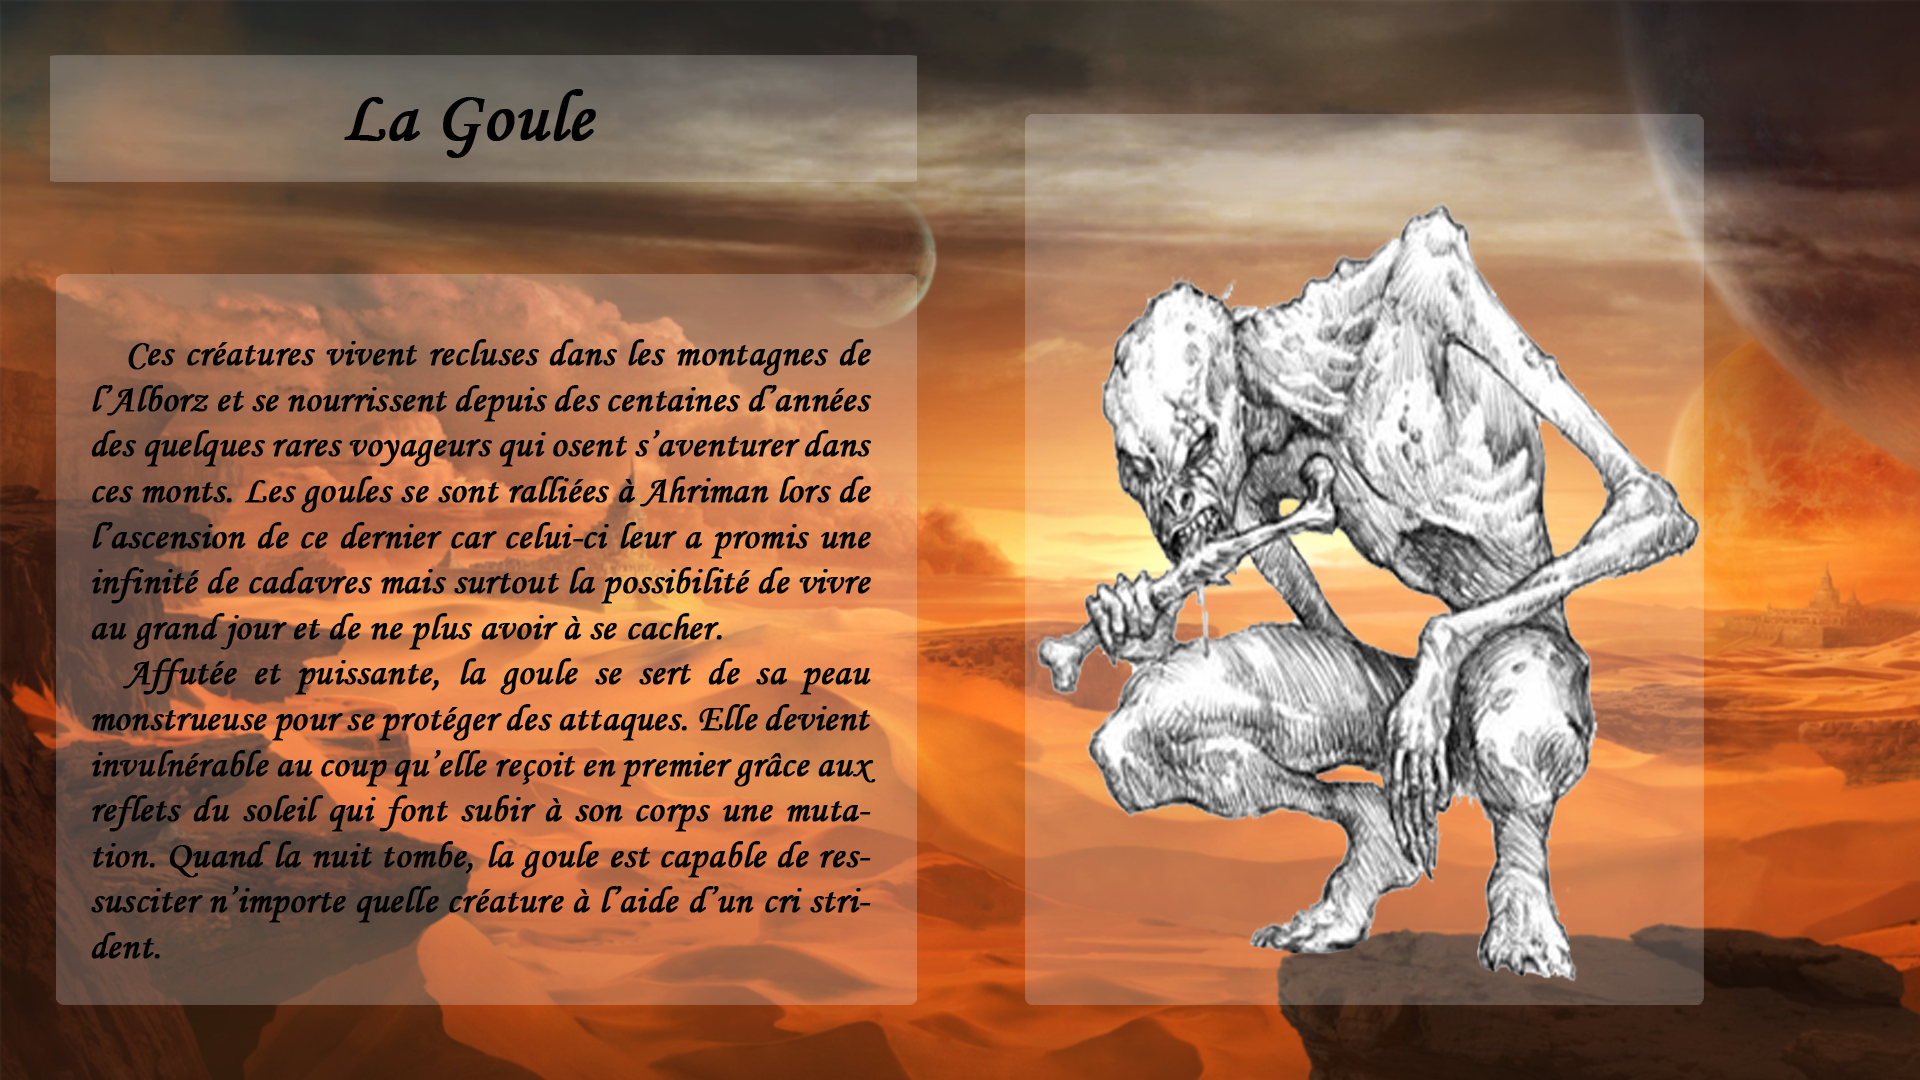 La Goule
Ces créatures vivent recluses dans les montagnes de
l’Alborz et se nourrissent depuis des centaines d’années
des quelques rares voyageurs qui osent s’aventurer dans
ces monts. Les goules se sont ralliées à Ahriman lors de
l’ascension de ce dernier car celui-ci leur a promis une
infinité de cadavres mais surtout la possibilité de vivre
au grand jour et de ne plus avoir à se cacher.
Affutée et puissante, la goule se sert de sa peau
monstrueuse pour se protéger des attaques. Elle devient
invulnérable au coup qu’elle reçoit en premier grâce aux
reflets du soleil qui font subir à son corps une muta-
tion. Quand la nuit tombe, la goule est capable de res-
susciter n’importe quelle créature à l’aide d’un cri stri-
dent.